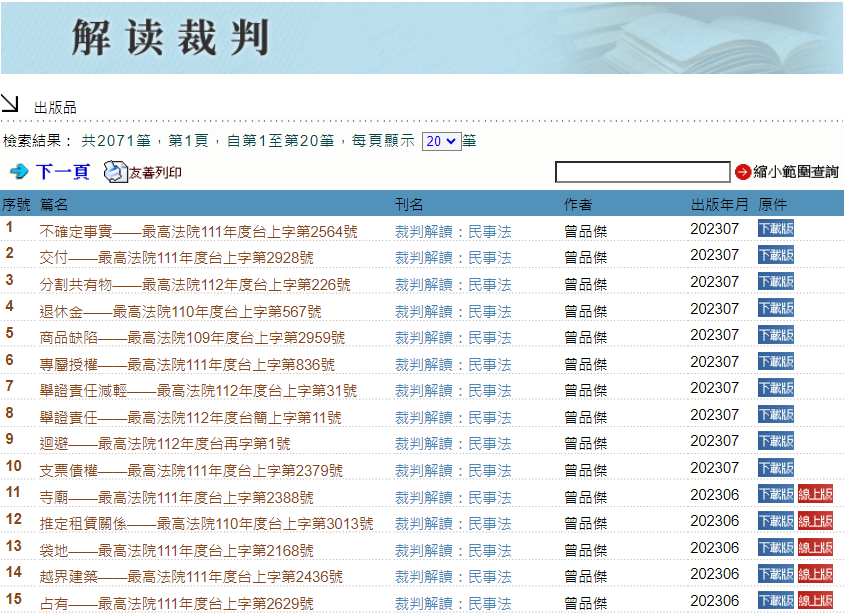 解读裁判
出版品
檢索結果： 共2071筆，第1頁，自第1至第20筆，每頁顯示 20 筆
下一頁 友善列印 縮小範圍查詢
序號 篇名 刊名 作者 出版年月 原件
1 不確定事實——最高法院111年度台上字第2564號 裁判解讀：民事法 曾品傑 202307 下載版
2 交付——最高法院111年度台上字第2928號 裁判解讀：民事法 曾品傑 202307 下載版
3 分割共有物——最高法院112年度台上字第226號 裁判解讀：民事法 曾品傑 202307 下載版
4 退休金——最高法院110年度台上字第567號 裁判解讀：民事法 曾品傑 202307 下載版
5 商品缺陷——最高法院109年度台上字第2959號 裁判解讀：民事法 曾品傑 202307 下載版
6 專屬授權——最高法院111年度台上字第836號 裁判解讀：民事法 曾品傑 202307 下載版
7 舉證責任減輕——最高法院112年度台上字第31號 裁判解讀：民事法 曾品傑 202307 下載版
8 舉證責任——最高法院112年度台簡上字第11號 裁判解讀：民事法 曾品傑 202307 下載版
9 迴避——最高法院112年度台再字第1號 裁判解讀：民事法 曾品傑 202307 下載版
10 支票債權——最高法院111年度台上字第2379號 裁判解讀：民事法 曾品傑 202307 下載版
11 寺廟——最高法院111年度台上字第2388號 裁判解讀：民事法 曾品傑 202306 下載版 線上版
12 推定租賃關係——最高法院110年度台上字第3013號 裁判解讀：民事法 曾品傑 202306 下載版 線上版
13 袋地——最高法院111年度台上字第2168號 裁判解讀：民事法 曾品傑 202306 下載版 線上版
14 越界建築——最高法院111年度台上字第2436號 裁判解讀：民事法 曾品傑 202306 下載版 線上版
15 占有——最高法院111年度台上字第2629號 裁判解讀：民事法 曾品傑 202306 下載版 線上版